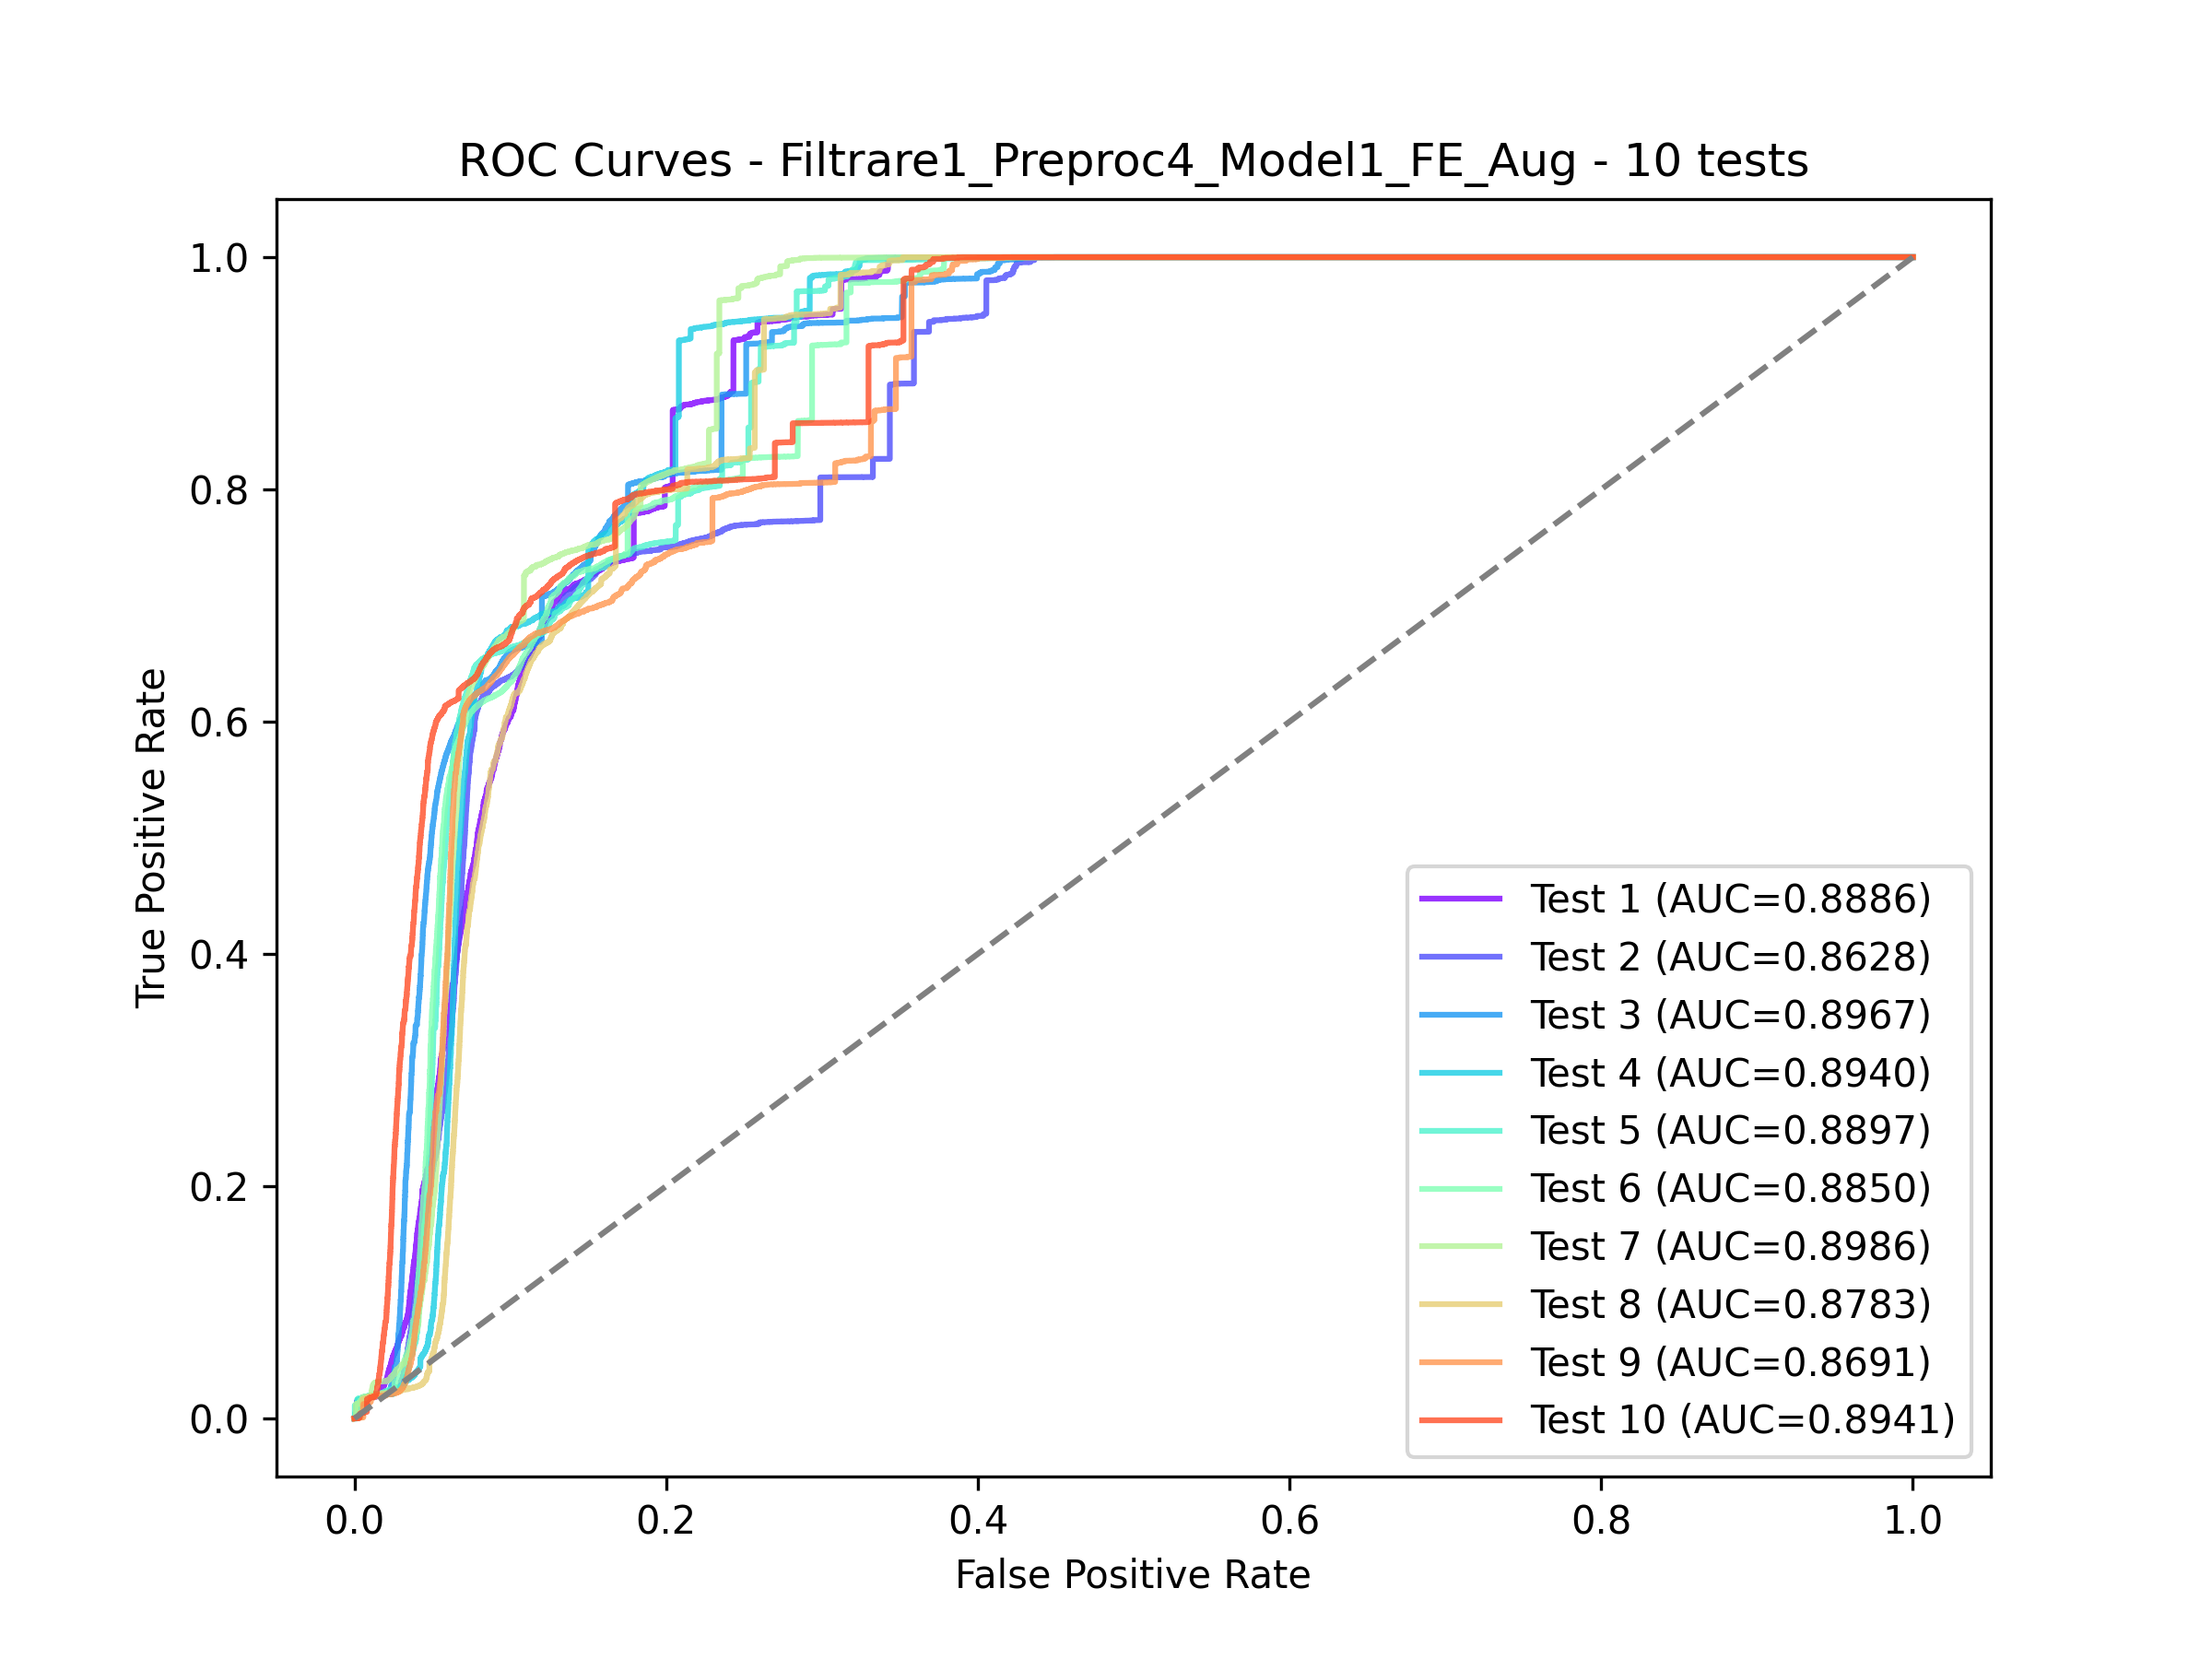 ROC Curves - Filtrare1_Preproc4_Model1_FE_Aug - 10 tests
True Positive Rate
1.0
0.8
0.6
0.4
0.2
0.0
Test 1 (AUC=0.8886)
Test 2 (AUC=0.8628)
Test 3 (AUC=0.8967)
Test 4 (AUC=0.8940)
Test 5 (AUC=0.8897)
Test 6 (AUC=0.8850)
Test 7 (AUC=0.8986)
Test 8 (AUC=0.8783)
Test 9 (AUC=0.8691)
Test 10 (AUC=0.8941)
0.0 0.2 0.4 0.6 0.8 1.0
False Positive Rate